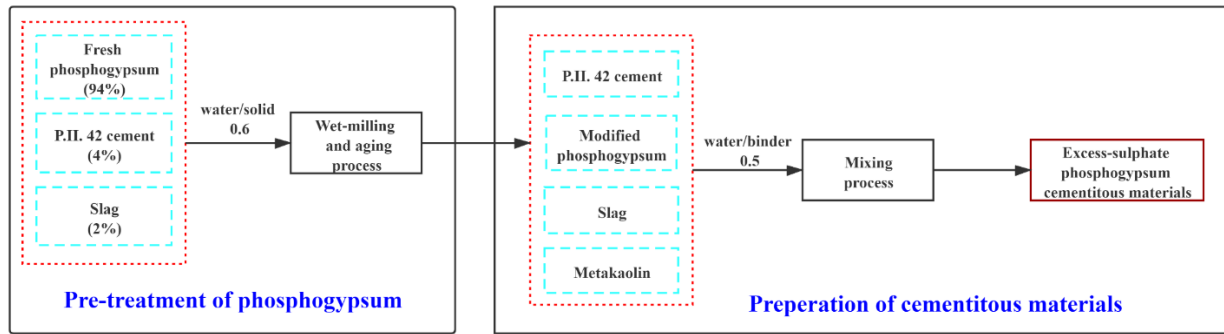 Fresh
phosphogypsum
(94%)
P.II. 42 cement
(4%)
Slag
(2%)
water/solid
0.6
Wet-milling
and aging
process
Pre-treatment of phosphogypsum
P.II. 42 cement
Modified
phosphogypsum
Slag
Metakaolin
water/binder
0.5
Mixing
process
Excess-sulphate
phosphogypsum
cementitous materials
Preperation of cementitous materials